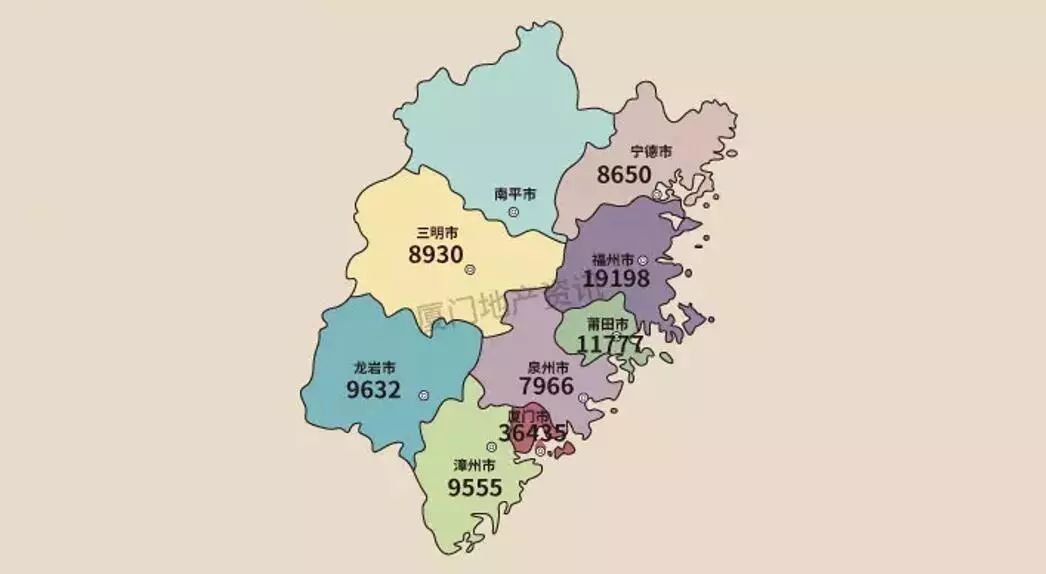 宁德市
8650
南平市
三明市
8930
福州市
19198
厦门地产资讯
莆田市
11777
龙岩市
9632
泉州市
7966
厦门市
36435
漳州市
9555